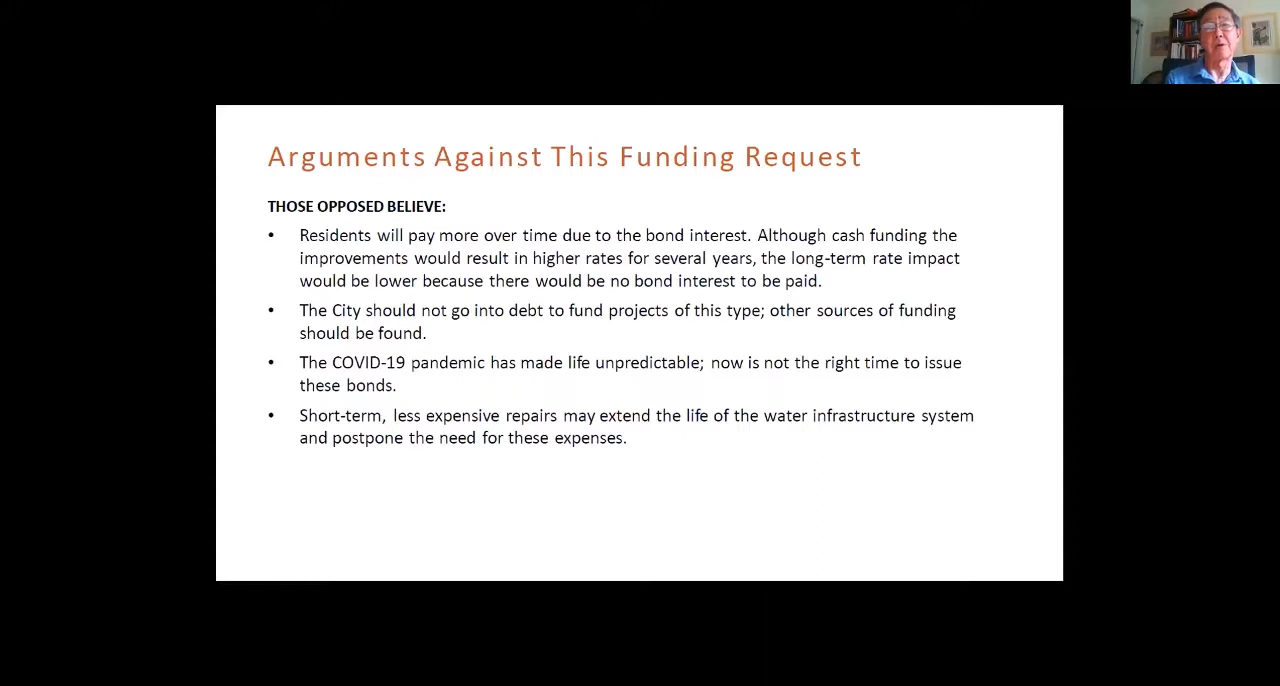 Arguments Against This Funding Request
THOSE OPPOSED BELIEVE:
• Residents will pay more over time due to the bond interest. Although cash funding the
improvements would result in higher rates for several years, the long-term rate impact
would be lower because there would be no bond interest to be paid.
• The City should not go into debt to fund projects of this type; other sources of funding
should be found.
• The COVID-19 pandemic has made life unpredictable; now is not the right time to issue
these bonds.
• Short-term, less expensive repairs may extend the life of the water infrastructure system
and postpone the need for these expenses.